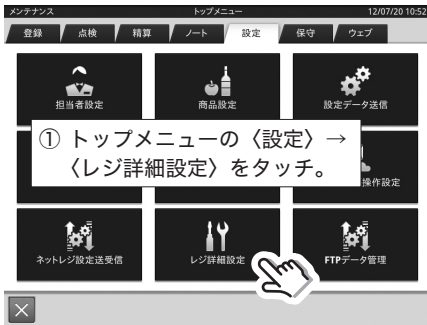 メンテナンス トップメニュー 12/07/20 10:52
登録 点検 精算 ノート 設定 保守 ウェブ
担当者設定 商品設定 設定データ送信
① トップメニューの〈設定〉→
〈レジ詳細設定〉をタッチ。
操作設定
ネットレジ設定送受信 レジ詳細設定 FTPデータ管理